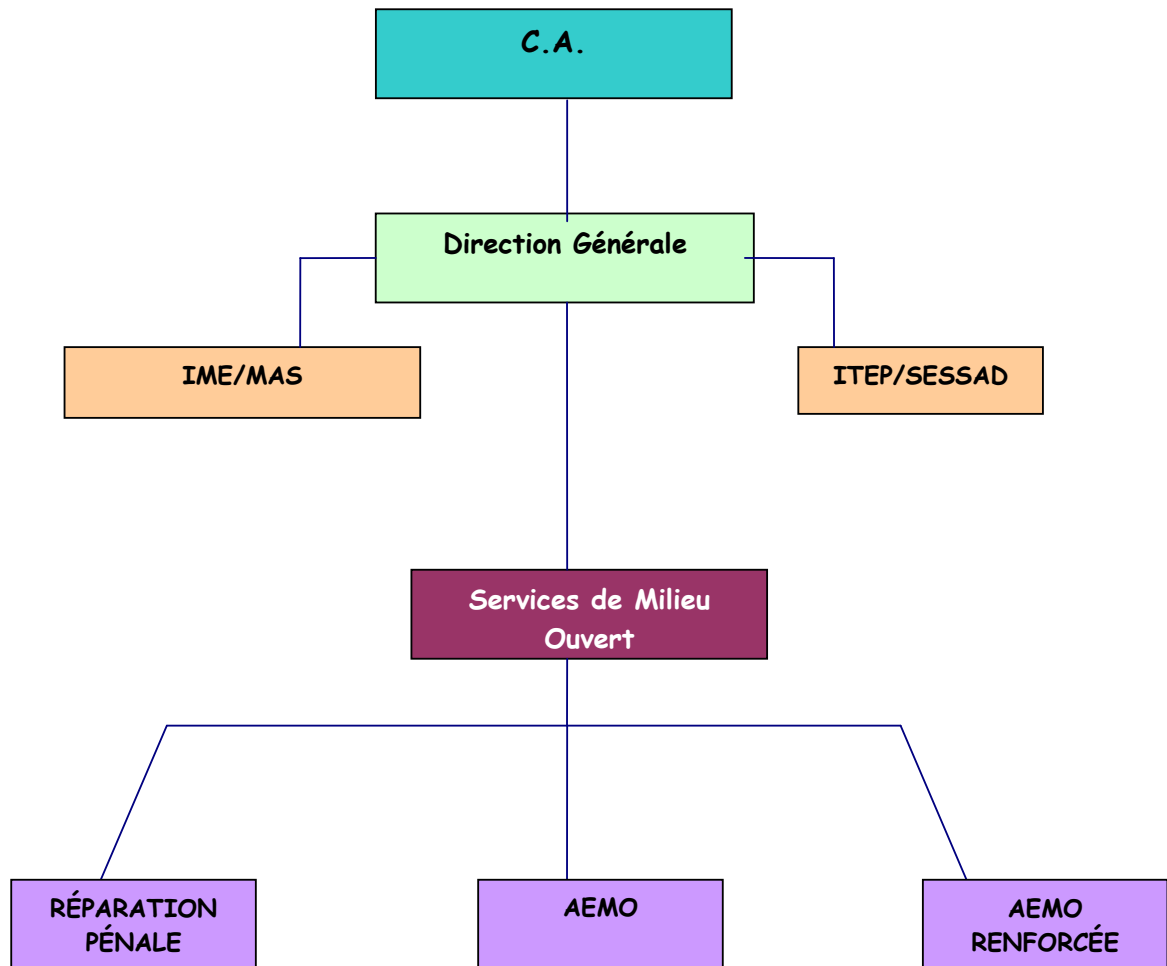 C.A.
Direction Générale
IME/MAS
ITEP/SESSAD
Services de Milieu
Ouvert
RÉPARATION
PÉNALE
AEMO
AEMO
RENFORCÉE